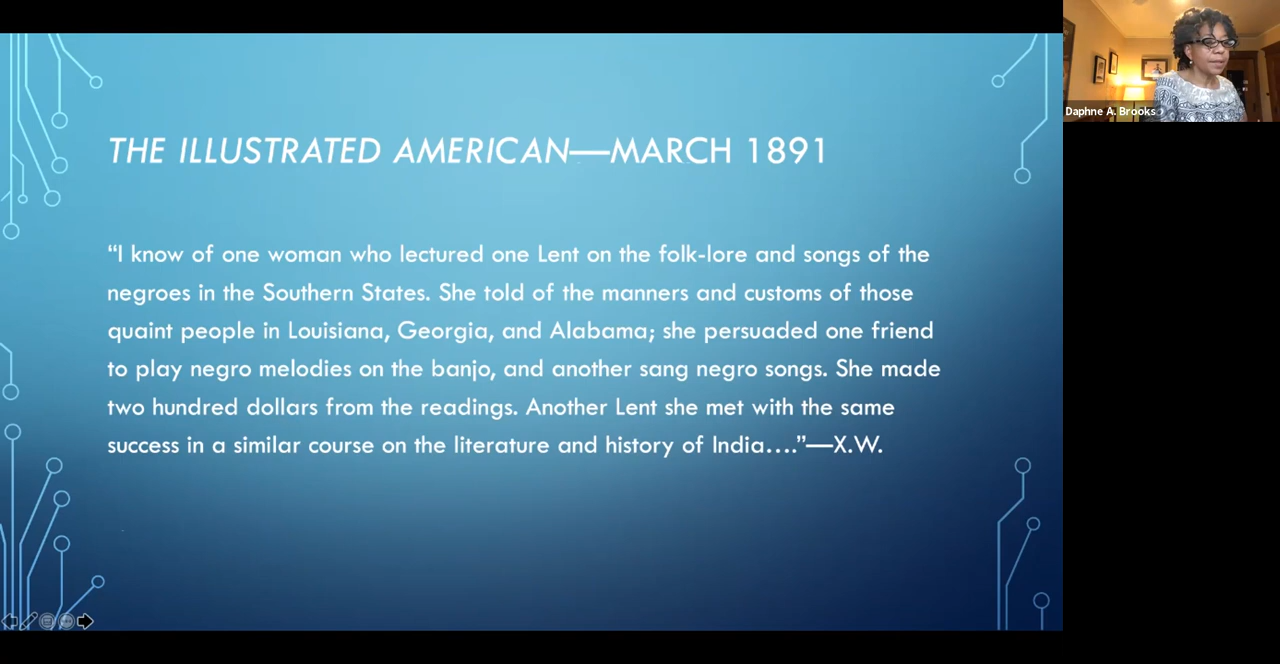 THE ILLUSTRATED AMERICAN—MARCH 1891
“I know of one woman who lectured one Lent on the folk-lore and songs of the
negroes in the Southern States. She told of the manners and customs of those
quaint people in Louisiana, Georgia, and Alabama; she persuaded one friend
to play negro melodies on the banjo, and another sang negro songs. She made
two hundred dollars from the readings. Another Lent she met with the same
success in a similar course on the literature and history of India….”—X.W.
Daphne A. Brooks